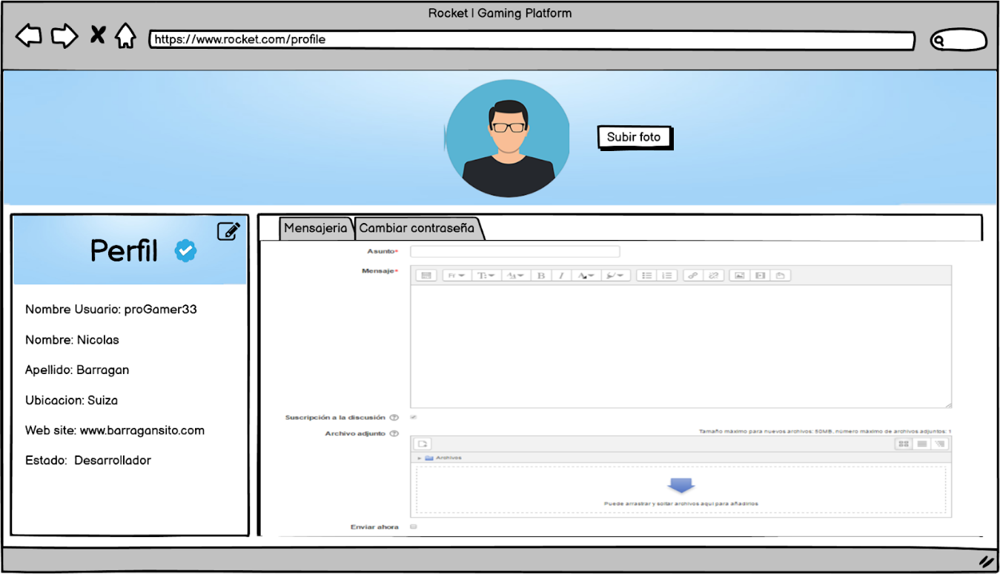 Rocket | Gaming Platform
https://www.rocket.com/profile
Subir foto
Perfil
Nombre Usuario: proGamer33
Nombre: Nicolas
Apellido: Barragan
Ubicacion: Suiza
Web site: www.barragansito.com
Estado: Desarrollador
Mensajeria
Cambiar contraseña
Asunto*
Mensaje*
Suscripción a la discusión
Archivo adjunto
Tamaño máximo para nuevos archivos: 50MB, número máximo de archivos adjuntos: 1
Archivos
Puede arrastrar y soltar archivos aquí para añadirlos
Enviar ahora